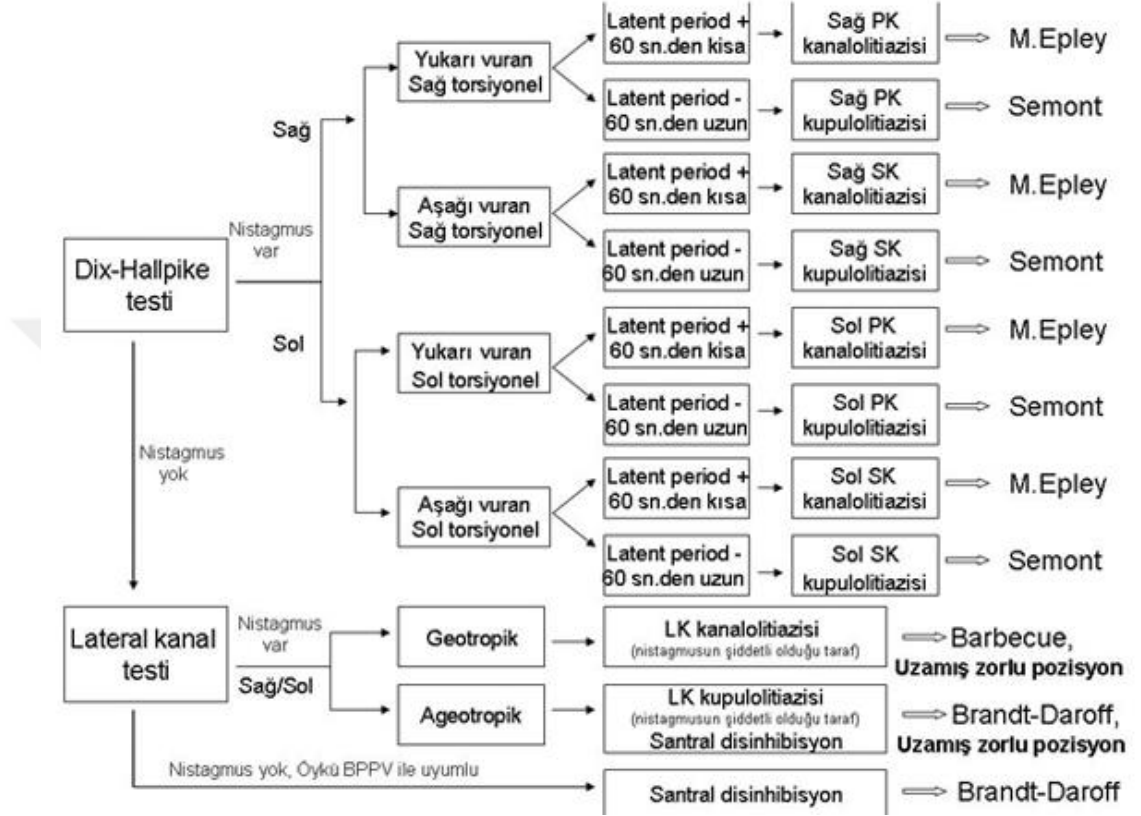 Latent period +
60 sn.den kisa
Sağ PK
kanalolitiazisi
M.Epley
Yukarı vuran
Sağ torsiyonel
Latent period -
60 sn.den uzun
Sağ PK
kupulolitiazisi
Semont
Sağ
Latent period +
60 sn.den kısa
Sağ SK
kanalolitiazisi
M.Epley
Aşağı vuran
Sağ torsiyonel
Latent period -
60 sn.den uzun
Sağ SK
kupulolitiazisi
Semont
Nistagmus
var
Dix-Hallpike
testi
Sol
Latent period +
60 sn.den kisa
Sol PK
kanalolitiazisi
M.Epley
Yukarı vuran
Sol torsiyonel
Latent period -
60 sn.den uzun
Sol PK
kupulolitiazisi
Semont
Nistagmus
yok
Latent period +
60 sn.den kısa
Sol SK
kanalolitiazisi
M.Epley
Aşağı vuran
Sol torsiyonel
Latent period -
60 sn.den uzun
Sol SK
kupulolitiazisi
Semont
Lateral kanal
testi
Nistagmus
var
Sağ/Sol
Geotropik
LK kanalolitiazisi
(nistagmusun şiddetli olduğu taraf)
Barbecue,
Uzamış zorlu pozisyon
Ageotropik
LK kupulolitiazisi
(nistagmusun şiddetli olduğu taraf)
Santral disinhibisyon
Brandt-Daroff,
Uzamış zorlu pozisyon
Nistagmus yok, Öykü BPPV ile uyumlu
Santral disinhibisyon
Brandt-Daroff